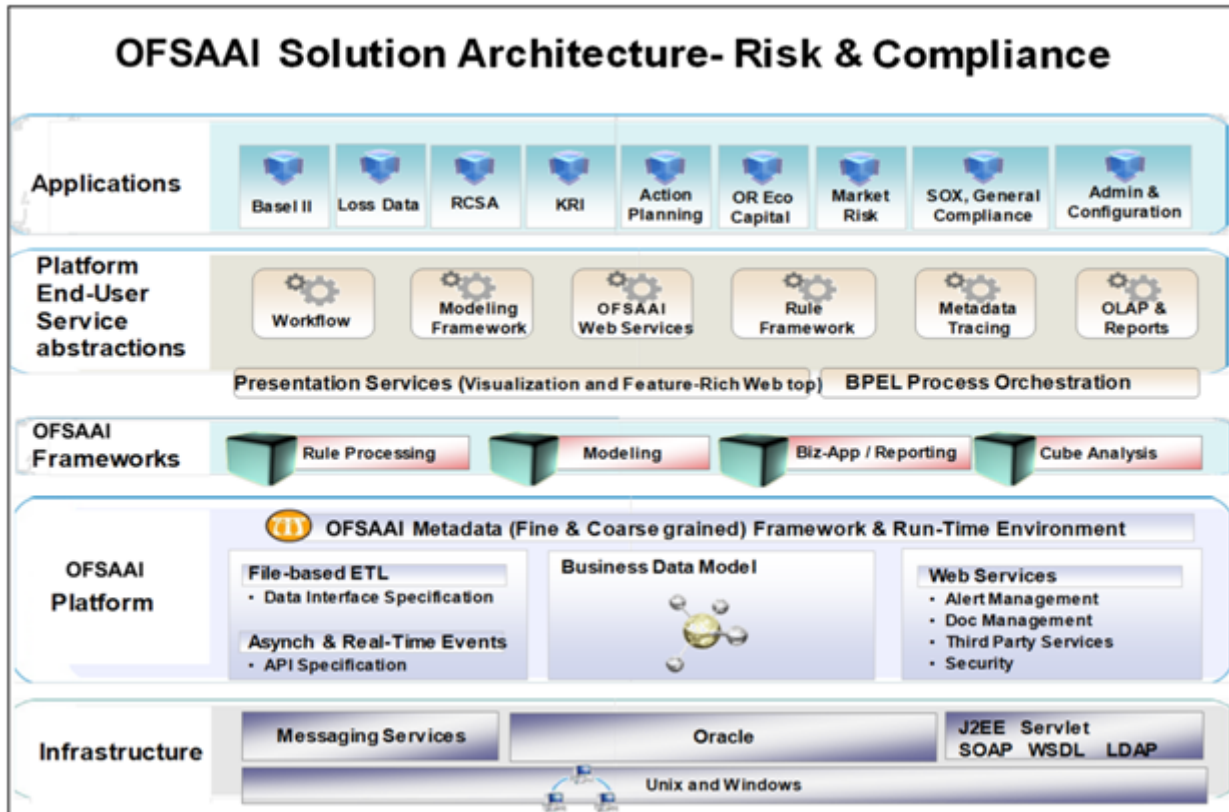 OFSAAI Solution Architecture- Risk & Compliance
Applications
Basel II
Loss Data
RCSA
KRI
Action
Planning
OR Eco
Capital
Market
Risk
SOX, General
Compliance
Admin &
Configuration
Platform
End-User
Service
abstractions
Workflow
Modeling
Framework
OFSAAI
Web Services
Rule
Framework
Metadata
Tracing
OLAP &
Reports
Presentation Services (Visualization and Feature-Rich Web top)
BPEL Process Orchestration
OFSAAI
Frameworks
Rule Processing
Modeling
Biz-App / Reporting
Cube Analysis
OFSAAI
Platform
OFSAAI Metadata (Fine & Coarse grained) Framework & Run-Time Environment
File-based ETL
• Data Interface Specification
Asynch & Real-Time Events
• API Specification
Business Data Model
Web Services
• Alert Management
• Doc Management
• Third Party Services
• Security
Infrastructure
Messaging Services
Oracle
J2EE Servlet
SOAP WSDL LDAP
Unix and Windows